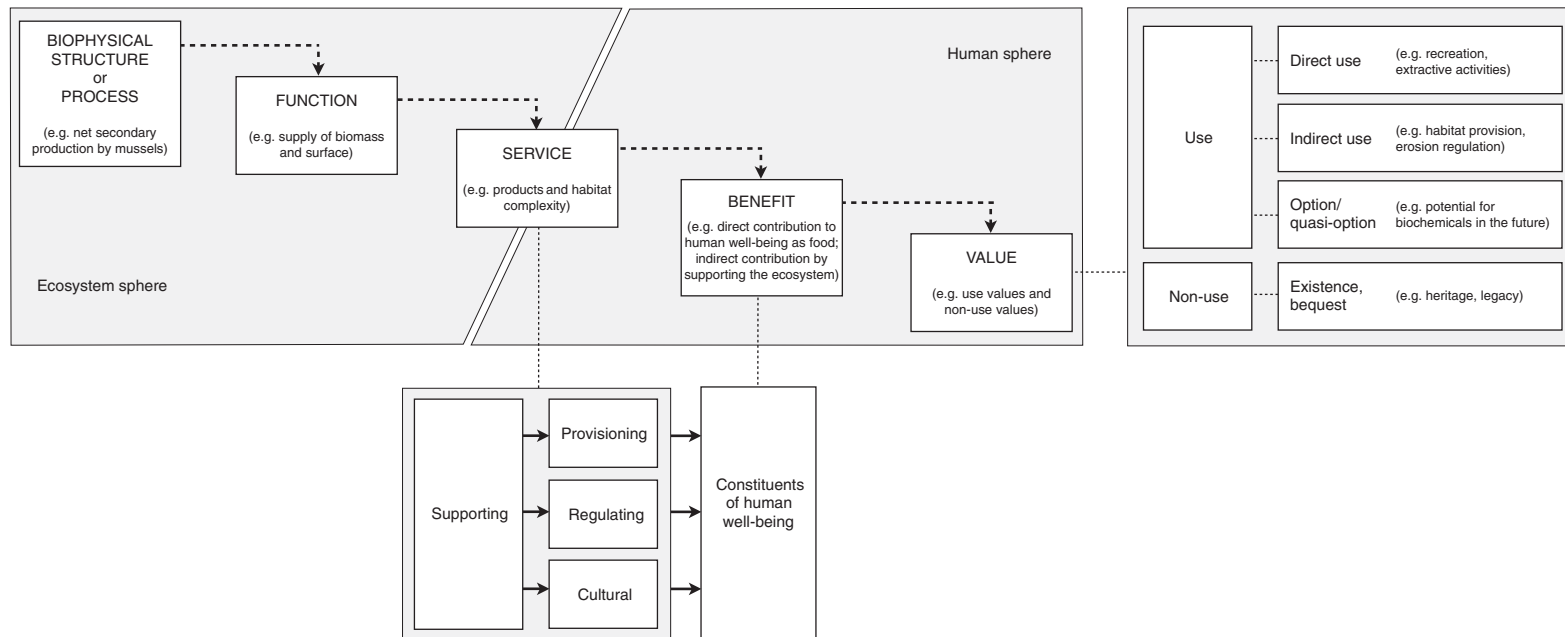 BIOPHYSICAL
STRUCTURE
or
PROCESS
(e.g. net secondary
production by mussels)
FUNCTION
(e.g. supply of biomass
and surface)
SERVICE
(e.g. products and habitat
complexity)
BENEFIT
(e.g. direct contribution to
human well-being as food;
indirect contribution by
supporting the ecosystem)
VALUE
(e.g. use values and
non-use values)
Human sphere
Ecosystem sphere
Use
Direct use
(e.g. recreation,
extractive activities)
Indirect use
(e.g. habitat provision,
erosion regulation)
Option/
quasi-option
(e.g. potential for
biochemicals in the future)
Non-use
Existence,
bequest
(e.g. heritage, legacy)
Supporting
Provisioning
Regulating
Cultural
Constituents
of human
well-being